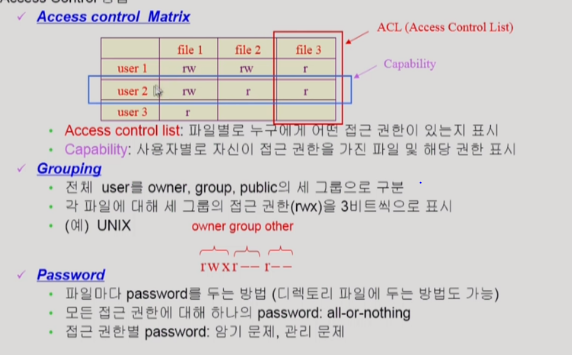 Access Control 방법
✓ Access control Matrix
ACL (Access Control List)
file 1 file 2 file 3
user 1 rw rw r
Capability
user 2 rw r r
user 3 r
• Access control list: 파일별로 누구에게 어떤 접근 권한이 있는지 표시
• Capability: 사용자별로 자신이 접근 권한을 가진 파일 및 해당 권한 표시
✓ Grouping
• 전체 user를 owner, group, public의 세 그룹으로 구분
• 각 파일에 대해 세 그룹의 접근 권한(rwx)을 3비트씩으로 표시
• (예) UNIX owner group other
rwxr-- r--
✓ Password
• 파일마다 password를 두는 방법 (디렉토리 파일에 두는 방법도 가능)
• 모든 접근 권한에 대해 하나의 password: all-or-nothing
• 접근 권한별 password: 암기 문제, 관리 문제